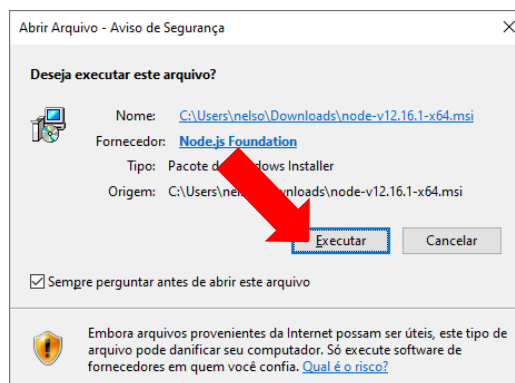 Abrir Arquivo - Aviso de Segurança
Deseja executar este arquivo?
Nome: C:\Users\nelso\Downloads\node-v12.16.1-x64.msi
Fornecedor: Node.js Foundation
Tipo: Pacote d Windows Installer
Origem: C:\Users\nelso\Downloads\node-v12.16.1-x64.msi
Executar Cancelar
Sempre perguntar antes de abrir este arquivo
Embora arquivos provenientes da Internet possam ser úteis, este tipo de
arquivo pode danificar seu computador. Só execute software de
fornecedores em quem você confia. Qual é o risco?